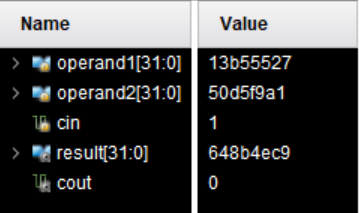 Name Value
operand1[31:0] 13b55527
operand2[31:0] 50d5f9a1
cin 1
result[31:0] 648b4ec9
cout 0